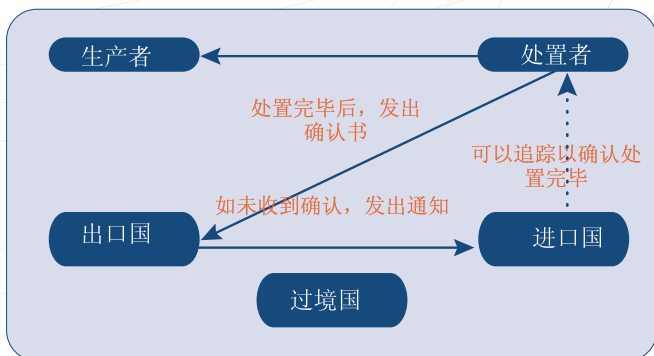 生产者
处置者
处置完毕后，发出
确认书
可以追踪以确认处
置完毕
如未收到确认，发出通知
出口国
进口国
过境国